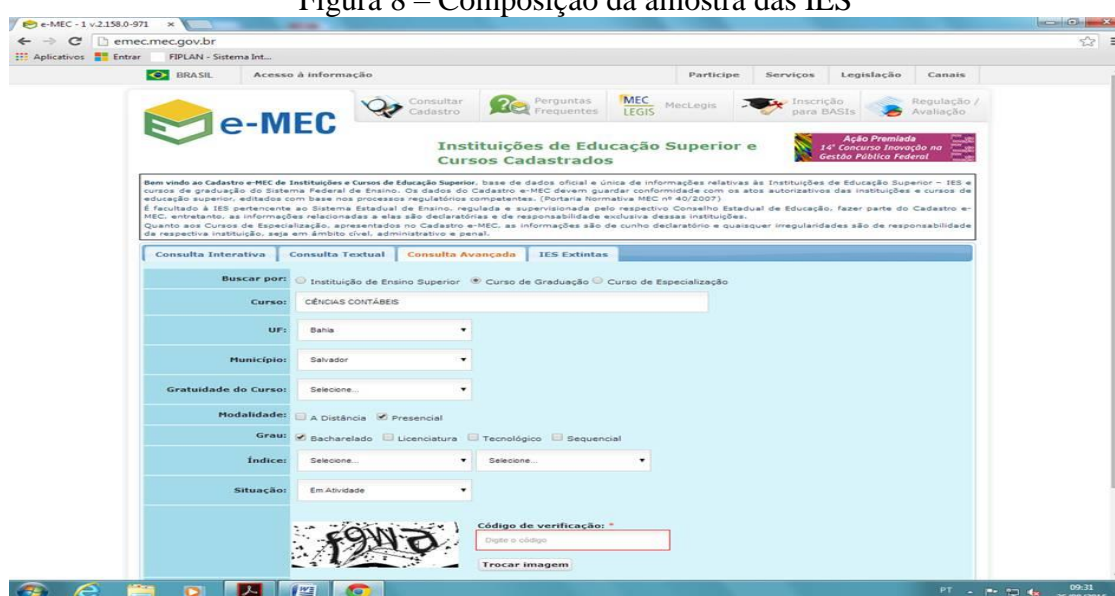 Figura 8 – Composição da amostra das IES
e-MEC - 1 v.2.158.0-971
emec.mec.gov.br
Aplicativos Entrar FIPLAN - Sistema Int...
BRASIL Acesso à informação Participe Serviços Legislação Canais
e-MEC
Consultar Cadastro
Perguntas Frequentes
MEC LEGIS MecLegis
Inscrição para BASIs
Regulação / Avaliação
Instituições de Educação Superior e
Cursos Cadastrados
Ação Premiada
14º Concurso Inovação na
Gestão Pública Federal
Bem vindo ao Cadastro e-MEC de Instituições e Cursos de Educação Superior, base de dados oficial e única de informações relativas às Instituições de Educação Superior – IES e
cursos de graduação do Sistema Federal de Ensino. Os dados do Cadastro e-MEC devem guardar conformidade com os atos autorizativos das instituições e cursos de
educação superior, editados com base nos processos regulatórios competentes. (Portaria Normativa MEC nº 40/2007)
É facultado à IES pertencente ao Sistema Estadual de Ensino, regulada e supervisionada pelo respectivo Conselho Estadual de Educação, fazer parte do Cadastro e-
MEC, entretanto, as informações relacionadas a elas são declaratórias e de responsabilidade exclusiva dessas instituições.
Quanto aos Cursos de Especialização, apresentados no Cadastro e-MEC, as informações são de cunho declaratório e quaisquer irregularidades são de responsabilidade
da respectiva instituição, seja em âmbito cível, administrativo e penal.
Consulta Interativa Consulta Textual Consulta Avançada IES Extintas
Buscar por: Instituição de Ensino Superior Curso de Graduação Curso de Especialização
Curso: CIÊNCIAS CONTÁBEIS
UF: Bahia
Município: Salvador
Gratuidade do Curso: Selecione...
Modalidade: A Distância Presencial
Grau: Bacharelado Licenciatura Tecnológico Sequencial
Índice: Selecione... Selecione...
Situação: Em Atividade
Código de verificação: *
f9wa
Digite o código
Trocar imagem
PT 09:31